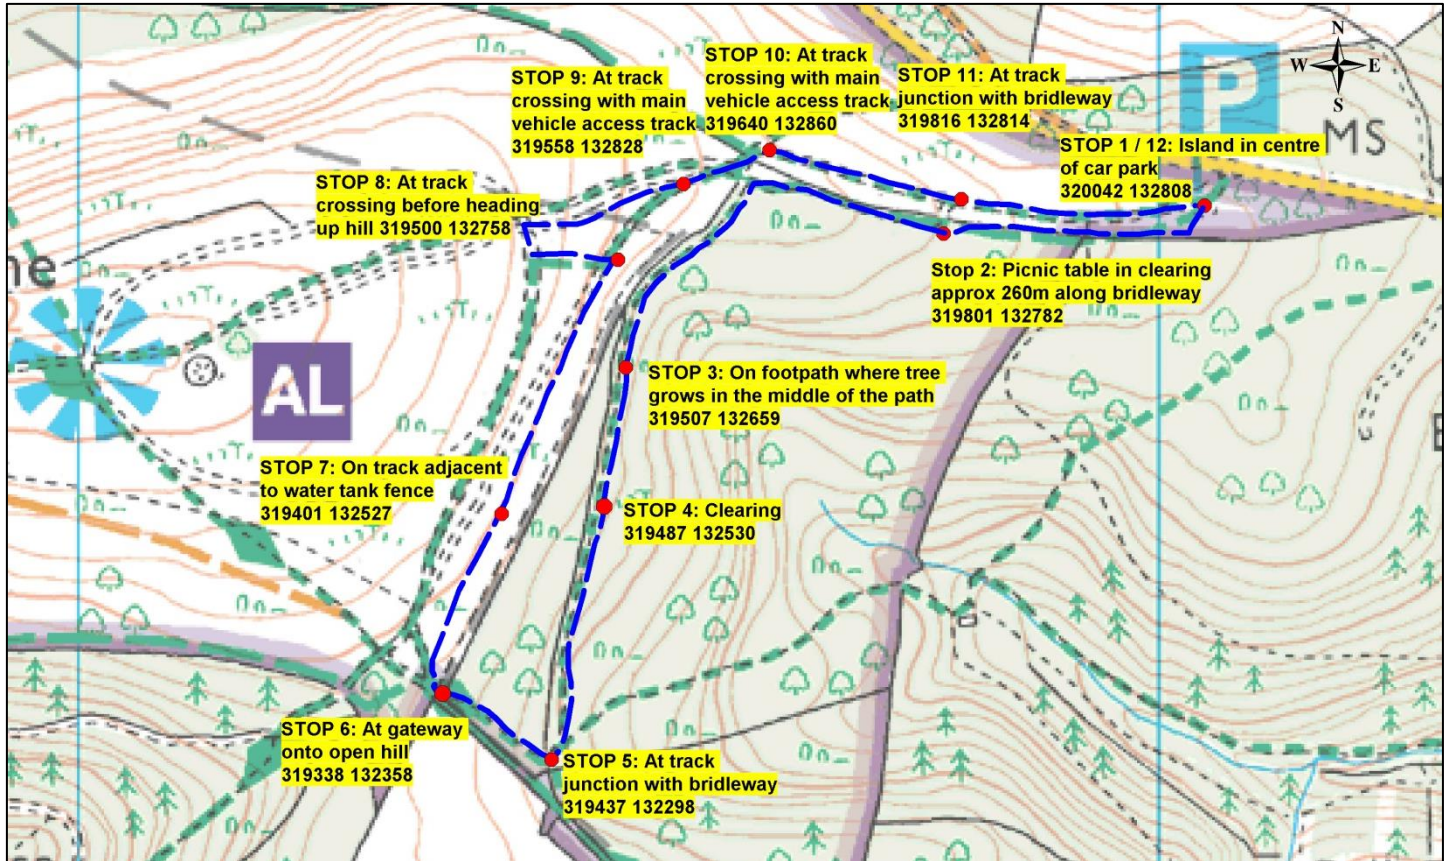 N
W E
S
P
MS
STOP 10: At track
crossing with main
vehicle access track
319640 132860
STOP 9: At track
crossing with main
vehicle access track
319558 132828
STOP 11: At track
junction with bridleway
319816 132814
STOP 1 / 12: Island in centre
of car park
320042 132808
STOP 8: At track
crossing before heading
up hill 319500 132758
Stop 2: Picnic table in clearing
approx 260m along bridleway
319801 132782
ne
AL
STOP 3: On footpath where tree
grows in the middle of the path
319507 132659
STOP 7: On track adjacent
to water tank fence
319401 132527
STOP 4: Clearing
319487 132530
STOP 6: At gateway
onto open hill
319338 132358
STOP 5: At track
junction with bridleway
319437 132298